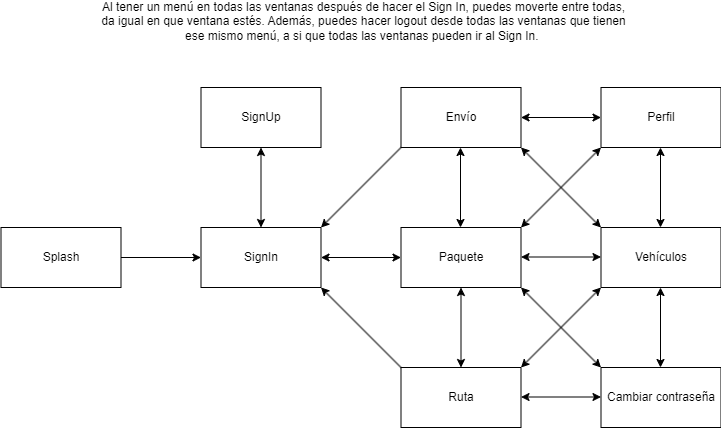 Al tener un menú en todas las ventanas después de hacer el Sign In, puedes moverte entre todas,
da igual en que ventana estés. Además, puedes hacer logout desde todas las ventanas que tienen
ese mismo menú, a si que todas las ventanas pueden ir al Sign In.
SignUp
Envío
Perfil
Splash
SignIn
Paquete
Vehículos
Ruta
Cambiar contraseña